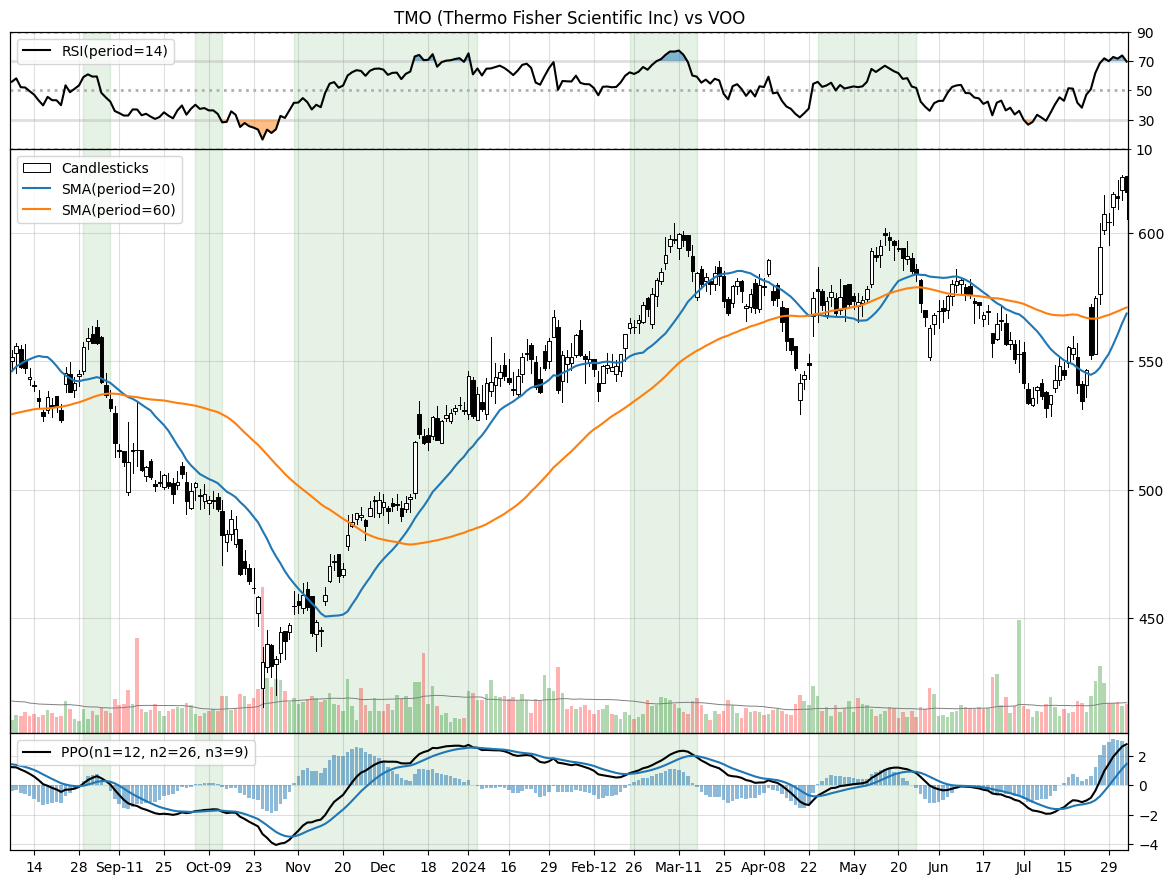 TMO (Thermo Fisher Scientific Inc) vs VOO
RSI(period=14)
90
70
50
30
10
Candlesticks
SMA(period=20)
SMA(period=60)
600
550
500
450
PPO(n1=12, n2=26, n3=9)
2
0
−2
−4
14 28 Sep-11 25 Oct-09 23 Nov 20 Dec 18 2024 16 29 Feb-12 26 Mar-11 25 Apr-08 22 May 20 Jun 17 Jul 15 29